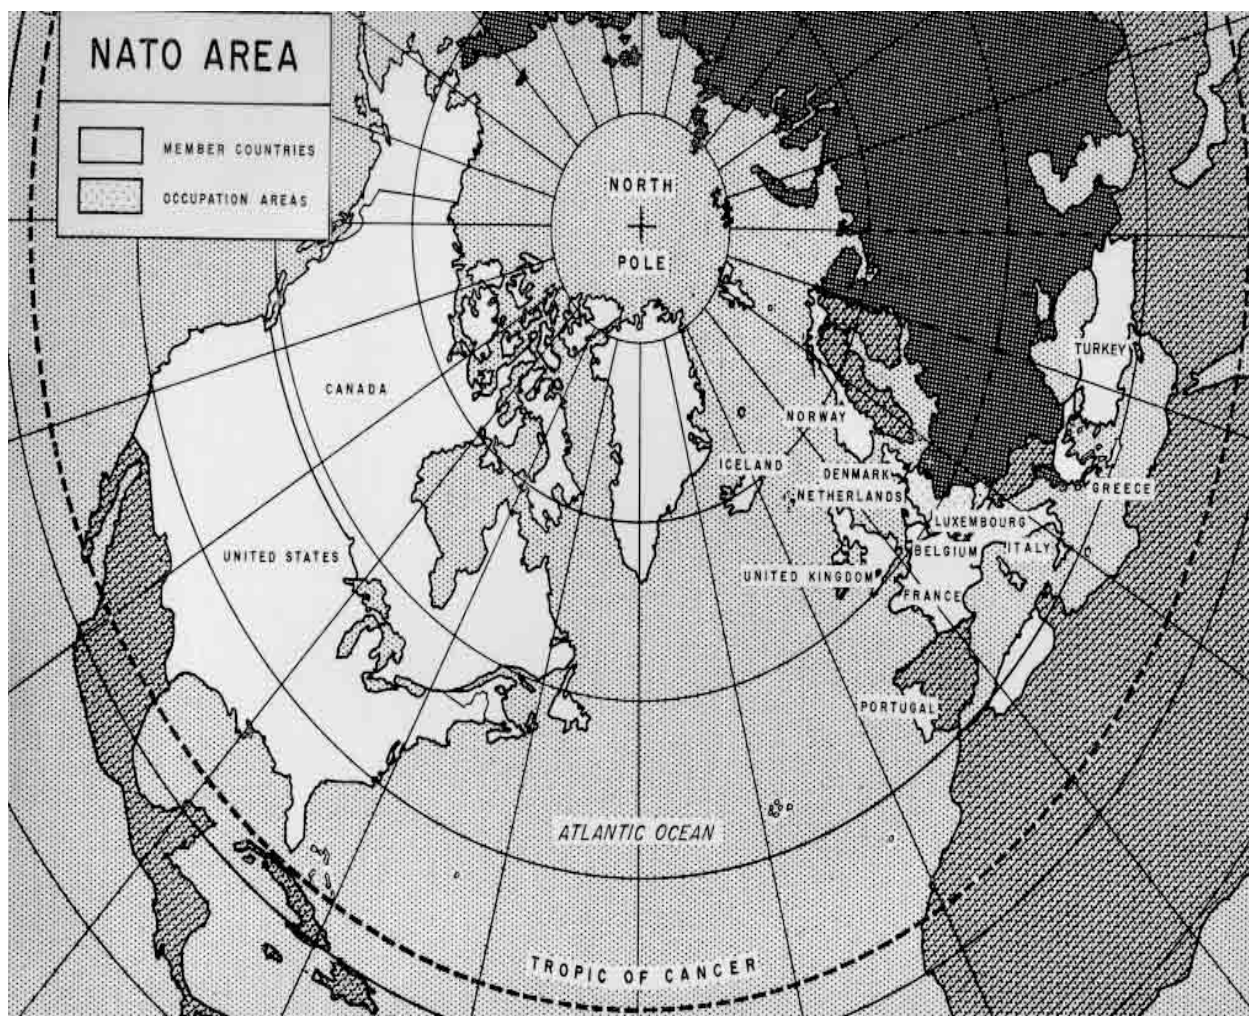 NATO AREA
MEMBER COUNTRIES
OCCUPATION AREAS
NORTH
POLE
CANADA
TURKEY
NORWAY
ICELAND
DENMARK
NETHERLANDS
GREECE
LUXEMBOURG
UNITED STATES
BELGIUM
ITALY
UNITED KINGDOM
FRANCE
PORTUGAL
ATLANTIC OCEAN
TROPIC OF CANCER